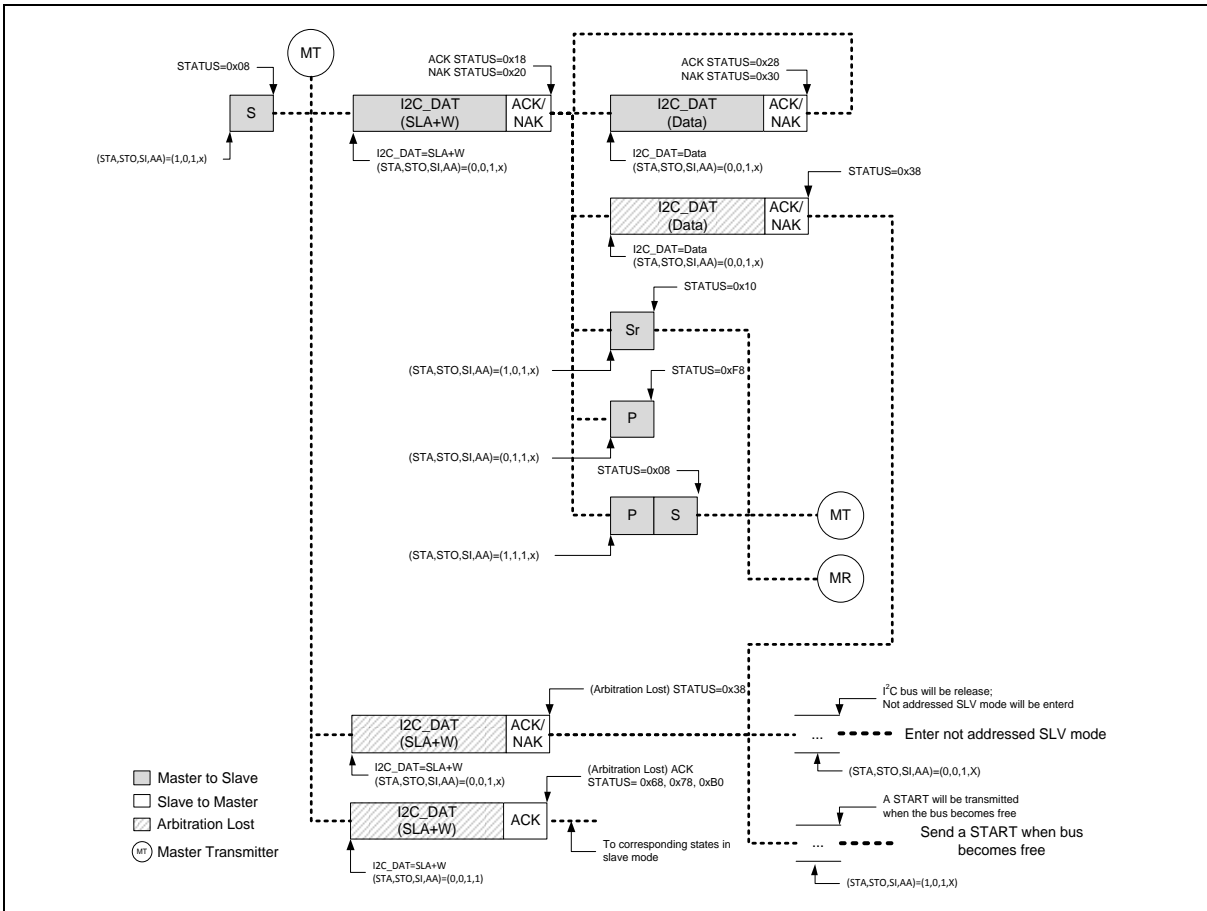 MT
STATUS=0x08
ACK STATUS=0x18
NAK STATUS=0x20
ACK STATUS=0x28
NAK STATUS=0x30
S
I2C_DAT
(SLA+W)
ACK/
NAK
I2C_DAT
(Data)
ACK/
NAK
(STA,STO,SI,AA)=(1,0,1,x)
I2C_DAT=SLA+W
(STA,STO,SI,AA)=(0,0,1,x)
I2C_DAT=Data
(STA,STO,SI,AA)=(0,0,1,x)
STATUS=0x38
I2C_DAT
(Data)
ACK/
NAK
I2C_DAT=Data
(STA,STO,SI,AA)=(0,0,1,x)
STATUS=0x10
Sr
(STA,STO,SI,AA)=(1,0,1,x)
STATUS=0xF8
P
(STA,STO,SI,AA)=(0,1,1,x)
STATUS=0x08
P
S
MT
(STA,STO,SI,AA)=(1,1,1,x)
MR
(Arbitration Lost) STATUS=0x38
I2C_DAT
(SLA+W)
ACK/
NAK
I2C_DAT=SLA+W
(STA,STO,SI,AA)=(0,0,1,x)
I²C bus will be release;
Not addressed SLV mode will be enterd
...
Enter not addressed SLV mode
(STA,STO,SI,AA)=(0,0,1,X)
(Arbitration Lost) ACK
STATUS= 0x68, 0x78, 0xB0
I2C_DAT
(SLA+W)
ACK
To corresponding states in
slave mode
I2C_DAT=SLA+W
(STA,STO,SI,AA)=(0,0,1,1)
A START will be transmitted
when the bus becomes free
...
Send a START when bus
becomes free
(STA,STO,SI,AA)=(1,0,1,X)
Master to Slave
Slave to Master
Arbitration Lost
MT
Master Transmitter